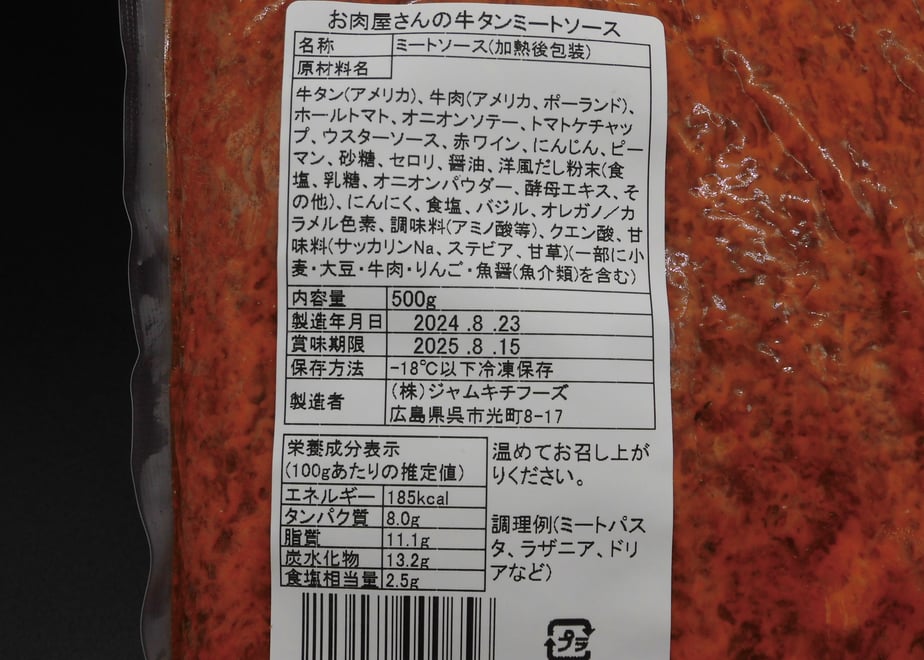 お肉屋さんの牛タンミートソース
名称 ミートソース(加熱後包装)
原材料名
牛タン(アメリカ)、牛肉(アメリカ、ポーランド)、
ホールトマト、オニオンソテー、トマトケチャッ
プ、ウスターソース、赤ワイン、にんじん、ピー
マン、砂糖、セロリ、醤油、洋風だし粉末(食
塩、乳糖、オニオンパウダー、酵母エキス、そ
の他)、にんにく、食塩、バジル、オレガノ／カ
ラメル色素、調味料(アミノ酸等)、クエン酸、甘
味料(サッカリンNa、ステビア、甘草)(一部に小
麦・大豆・牛肉・りんご・魚醤(魚介類)を含む)
内容量 500g
製造年月日 2024.8.23
賞味期限 2025.8.15
保存方法 -18℃以下冷凍保存
製造者 (株)ジャムキチフーズ
広島県呉市光町8-17
栄養成分表示
(100gあたりの推定値)
エネルギー 185kcal
タンパク質 8.0g
脂質 11.1g
炭水化物 13.2g
食塩相当量 2.5g
温めてお召し上が
りください。
調理例(ミートパス
タ、ラザニア、ドリ
アなど)
プラ